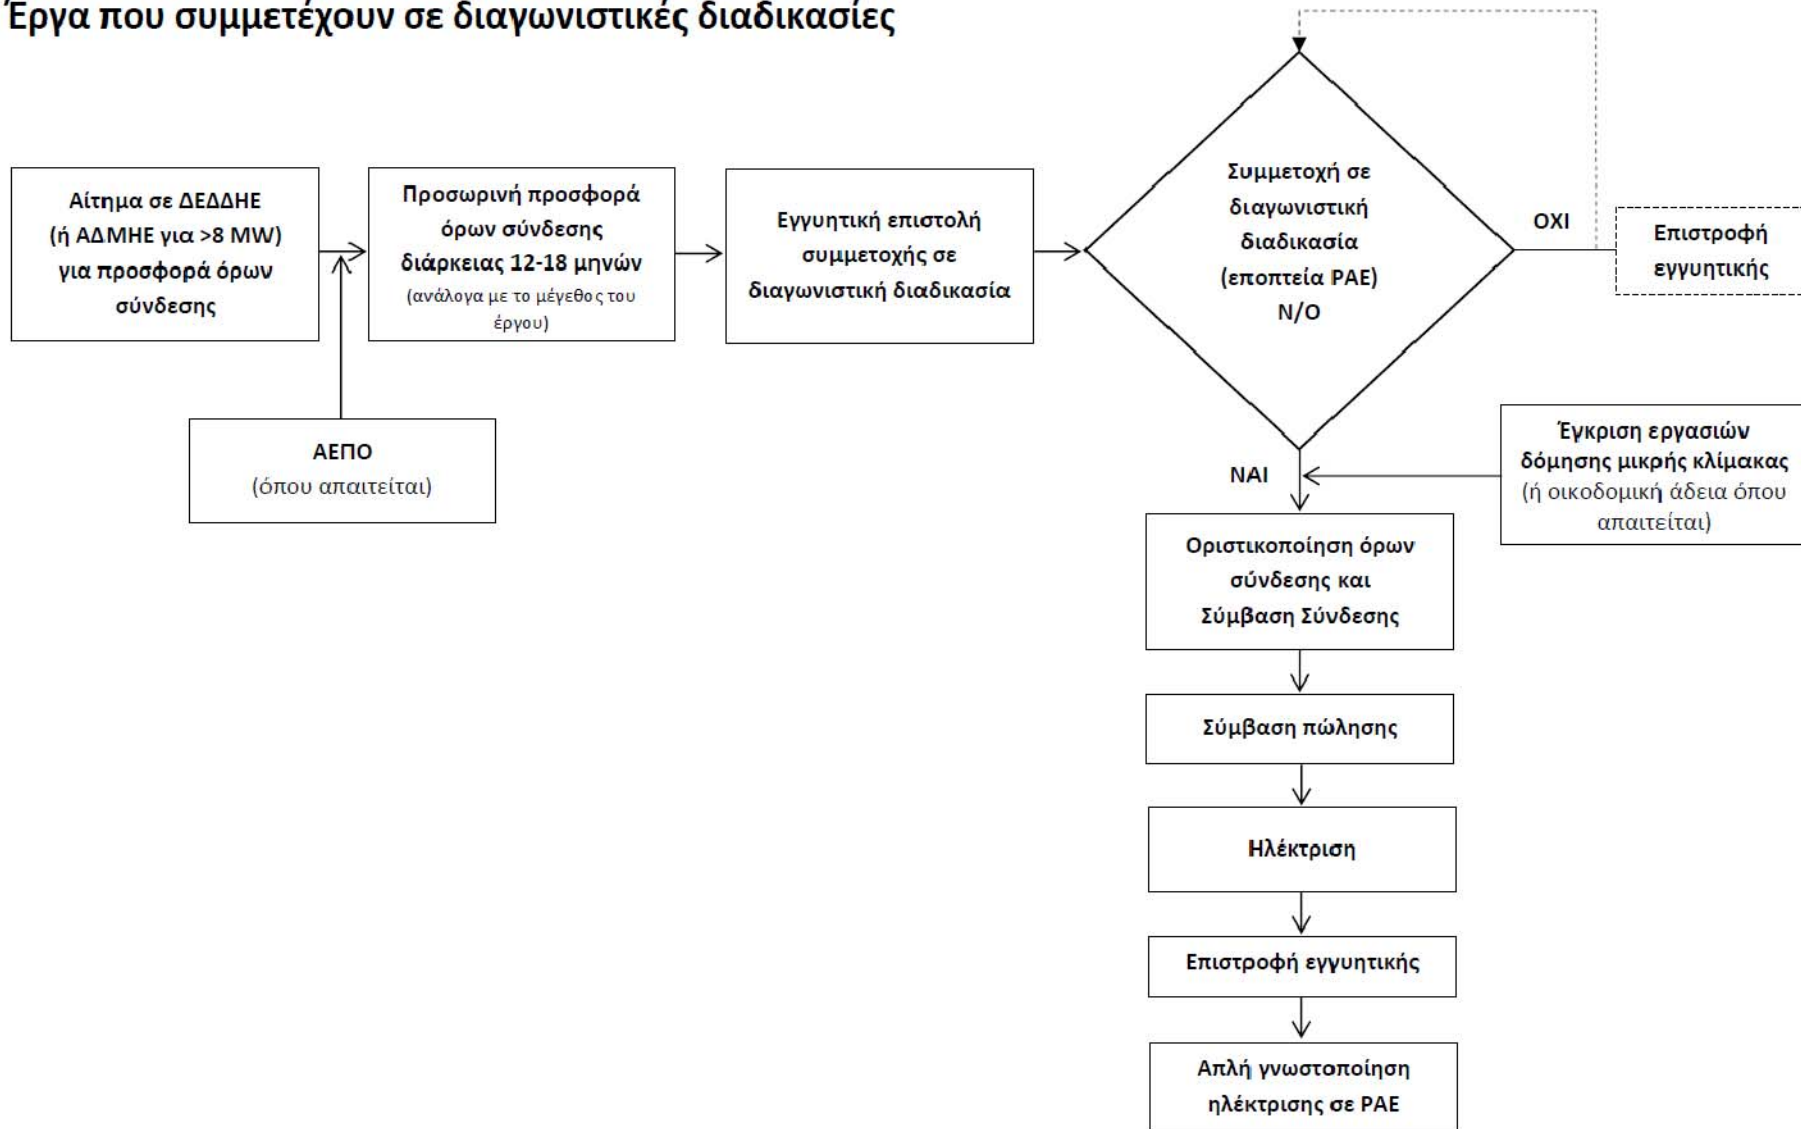 Έργα που συμμετέχουν σε διαγωνιστικές διαδικασίες
Αίτημα σε ΔΕΔΔΗΕ
(ή ΑΔΜΗΕ για >8 MW)
για προσφορά όρων
σύνδεσης
Προσωρινή προσφορά
όρων σύνδεσης
διάρκειας 12-18 μηνών
(ανάλογα με το μέγεθος του
έργου)
Εγγυητική επιστολή
συμμετοχής σε
διαγωνιστική διαδικασία
Συμμετοχή σε
διαγωνιστική
διαδικασία
(εποπτεία ΡΑΕ)
Ν/Ο
ΟΧΙ
Επιστροφή
εγγυητικής
ΑΕΠΟ
(όπου απαιτείται)
ΝΑΙ
Έγκριση εργασιών
δόμησης μικρής κλίμακας
(ή οικοδομική άδεια όπου
απαιτείται)
Οριστικοποίηση όρων
σύνδεσης και
Σύμβαση Σύνδεσης
Σύμβαση πώλησης
Ηλέκτριση
Επιστροφή εγγυητικής
Απλή γνωστοποίηση
ηλέκτρισης σε ΡΑΕ